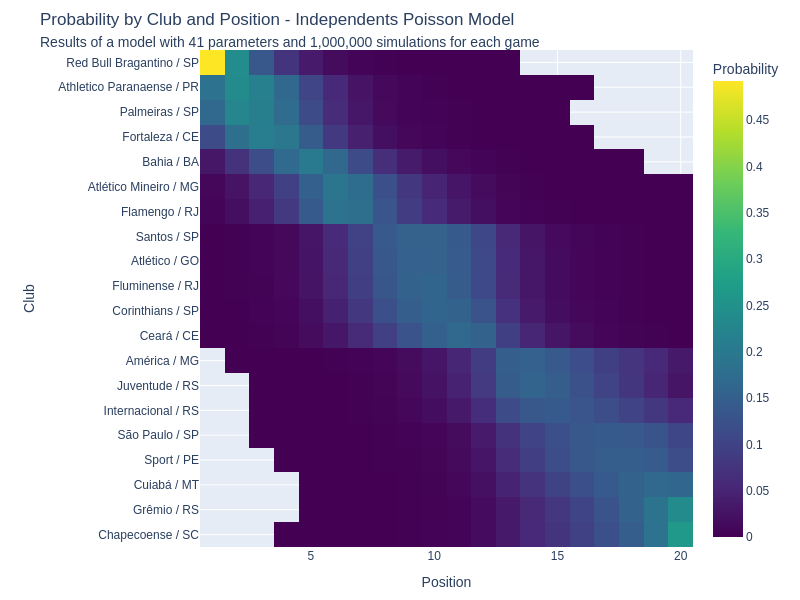 Probability by Club and Position - Independents Poisson Model
Results of a model with 41 parameters and 1,000,000 simulations for each game
Probability
Red Bull Bragantino / SP
Athletico Paranaense / PR
Palmeiras / SP
Fortaleza / CE
Bahia / BA
Atlético Mineiro / MG
Flamengo / RJ
Santos / SP
Atlético / GO
Fluminense / RJ
Corinthians / SP
Ceará / CE
América / MG
Juventude / RS
Internacional / RS
São Paulo / SP
Sport / PE
Cuiabá / MT
Grêmio / RS
Chapecoense / SC
Club
5
10
15
20
Position
0.45
0.4
0.35
0.3
0.25
0.2
0.15
0.1
0.05
0